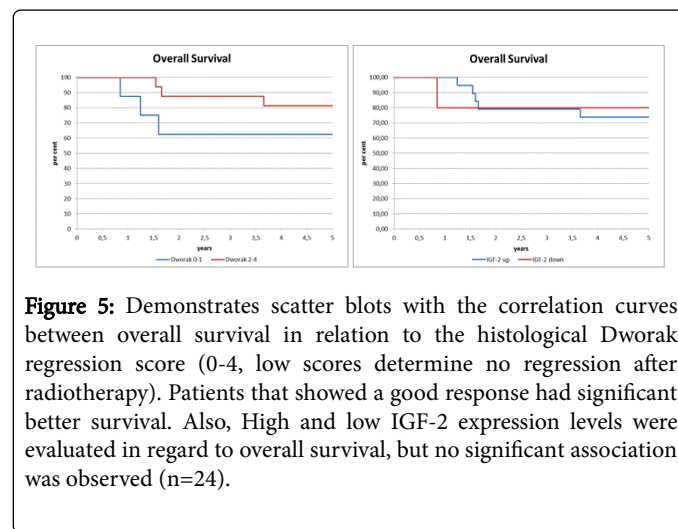 Overall Survival
100
90
80
70
60
50
40
30
20
10
0
per cent
0 0,5 1 1,5 2 2,5 3 3,5 4 4,5 5
years
Dworak 0-1 Dworak 2-4
Overall Survival
100,00
90,00
80,00
70,00
60,00
50,00
40,00
30,00
20,00
10,00
0,00
per cent
0 0,5 1 1,5 2 2,5 3 3,5 4 4,5 5
years
IGF-2 up IGF-2 down
Figure 5: Demonstrates scatter blots with the correlation curves
between overall survival in relation to the histological Dworak
regression score (0-4, low scores determine no regression after
radiotherapy). Patients that showed a good response had significant
better survival. Also, High and low IGF-2 expression levels were
evaluated in regard to overall survival, but no significant association
was observed (n=24).